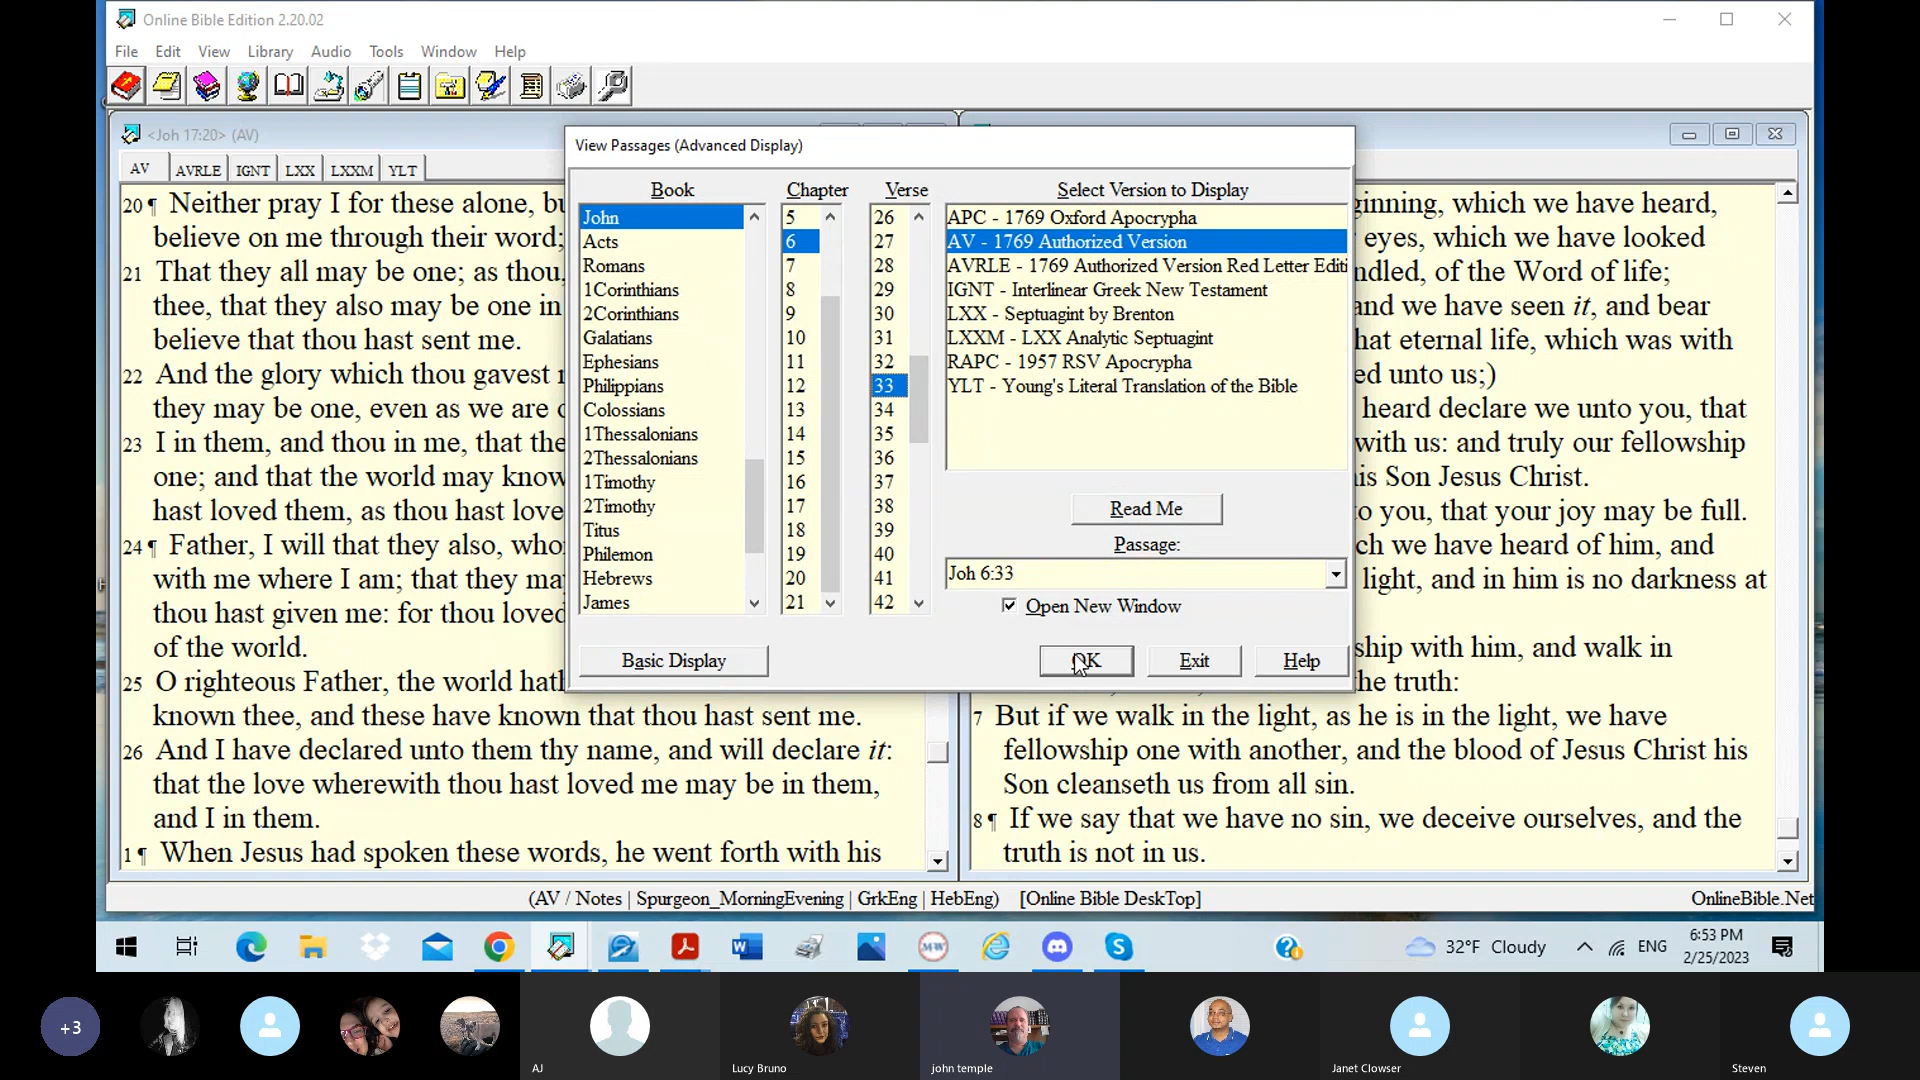 Online Bible Edition 2.20.02
File Edit View Library Audio Tools Window Help
<Joh 17:20> (AV)
AV AVRLE IGNT LXX LXXM YLT
20 ¶ Neither pray I for these alone,
believe on me through their word;
21 That they all may be one; as thou,
thee, that they also may be one in
believe that thou hast sent me.
22 And the glory which thou gavest
they may be one, even as we are
23 I in them, and thou in me, that
one; and that the world may know
hast loved them, as thou hast
24 ¶ Father, I will that they also,
with me where I am; that they
thou hast given me: for thou
of the world.
25 O righteous Father, the world
known thee, and these have known that thou hast sent me.
26 And I have declared unto them thy name, and will declare it:
that the love wherewith thou hast loved me may be in them,
and I in them.
1 ¶ When Jesus had spoken these words, he went forth with his
View Passages (Advanced Display)
Book
John
Acts
Romans
1Corinthians
2Corinthians
Galatians
Ephesians
Philippians
Colossians
1Thessalonians
2Thessalonians
1Timothy
2Timothy
Titus
Philemon
Hebrews
James
Chapter
5
6
7
8
9
10
11
12
13
14
15
16
17
18
19
20
21
Verse
26
27
28
29
30
31
32
33
34
35
36
37
38
39
40
41
42
Select Version to Display
APC - 1769 Oxford Apocrypha
AV - 1769 Authorized Version
AVRLE - 1769 Authorized Version Red Letter Editi
IGNT - Interlinear Greek New Testament
LXX - Septuagint by Brenton
LXXM - LXX Analytic Septuagint
RAPC - 1957 RSV Apocrypha
YLT - Young's Literal Translation of the Bible
Read Me
Passage:
Joh 6:33
Open New Window
Basic Display OK Exit Help
ginning, which we have heard,
eyes, which we have looked
ndled, of the Word of life;
and we have seen it, and bear
hat eternal life, which was with
ed unto us;)
heard declare we unto you, that
with us: and truly our fellowship
is Son Jesus Christ.
to you, that your joy may be full.
ch we have heard of him, and
light, and in him is no darkness at
ship with him, and walk in
he truth:
7 But if we walk in the light, as he is in the light, we have
fellowship one with another, and the blood of Jesus Christ his
Son cleanseth us from all sin.
8 ¶ If we say that we have no sin, we deceive ourselves, and the
truth is not in us.
(AV / Notes | Spurgeon_MorningEvening | GrkEng | HebEng) [Online Bible DeskTop] OnlineBible.Net
32°F Cloudy ENG
6:53 PM
2/25/2023
+3
AJ
Lucy Bruno
john temple
Janet Clowser
Steven